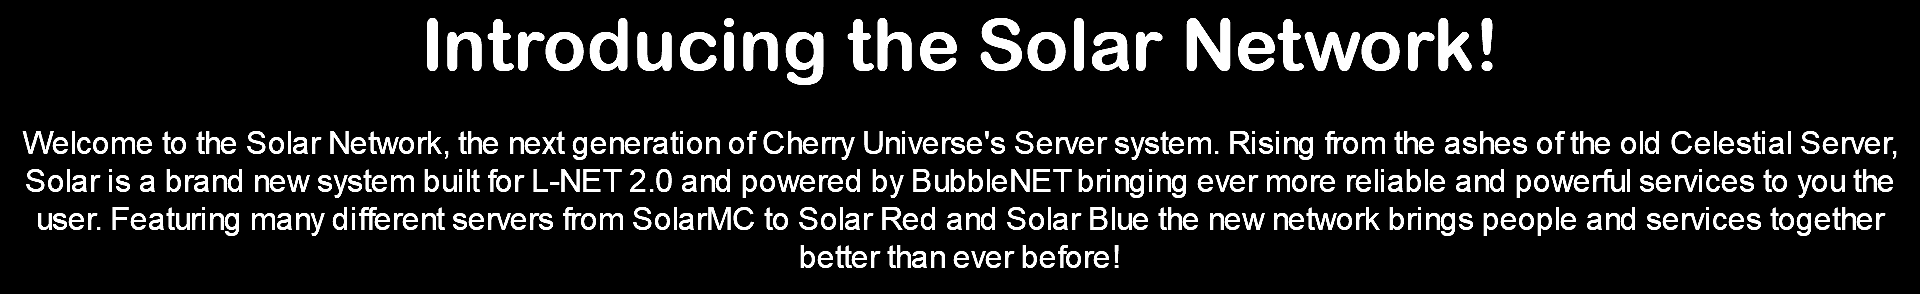 Introducing the Solar Network!
Welcome to the Solar Network, the next generation of Cherry Universe's Server system. Rising from the ashes of the old Celestial Server,
Solar is a brand new system built for L-NET 2.0 and powered by BubbleNET bringing ever more reliable and powerful services to you the
user. Featuring many different servers from SolarMC to Solar Red and Solar Blue the new network brings people and services together
better than ever before!